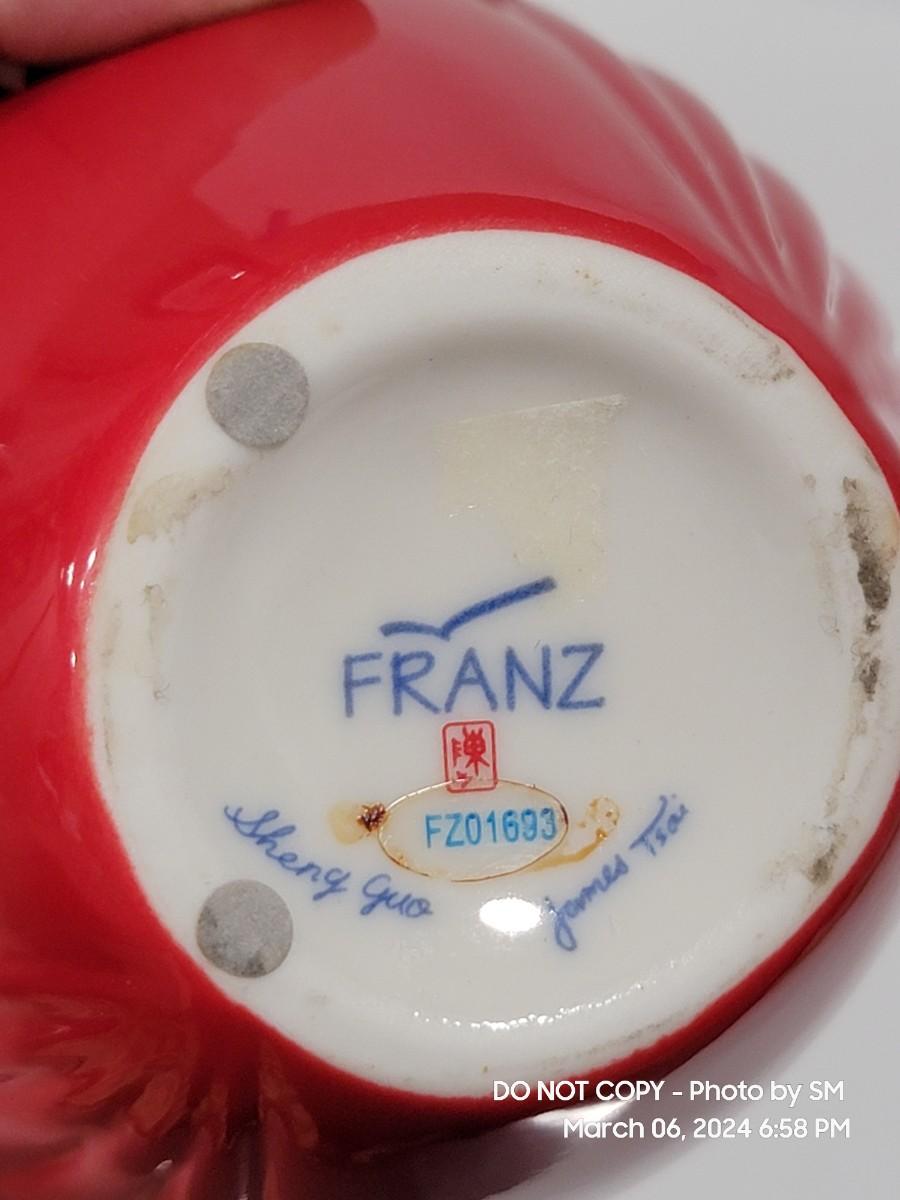 FRANZ
陳
FZ01693
Sheng Guo
James Tsai
DO NOT COPY - Photo by SM
March 06, 2024 6:58 PM